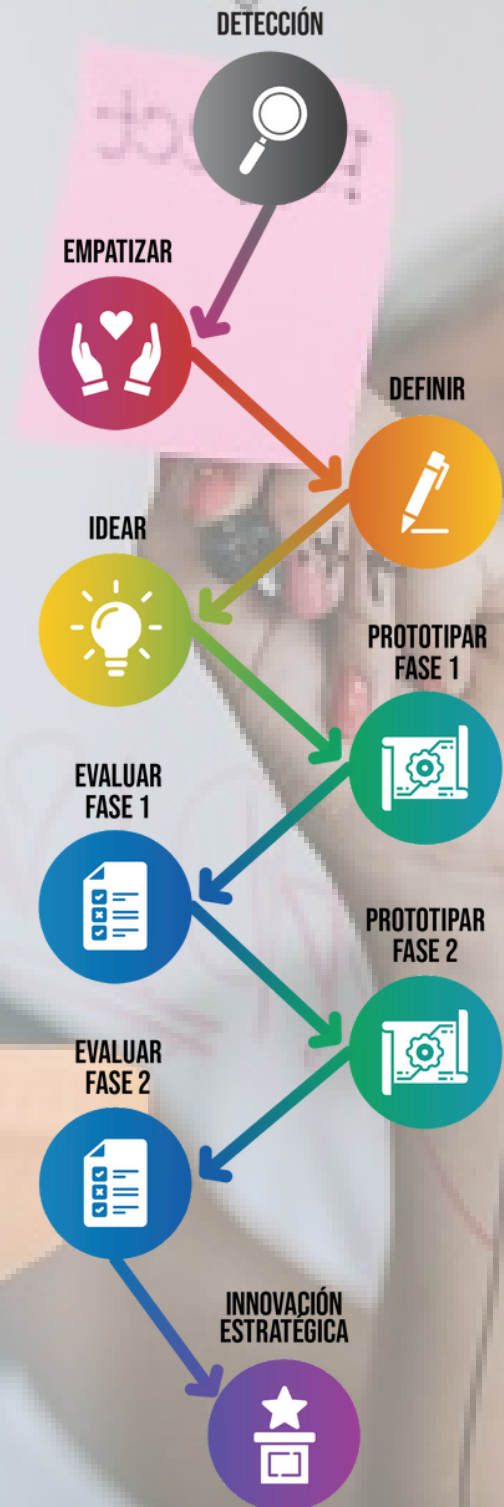 DETECCIÓN
EMPATIZAR
DEFINIR
IDEAR
PROTOTIPAR
FASE 1
EVALUAR
FASE 1
PROTOTIPAR
FASE 2
EVALUAR
FASE 2
INNOVACIÓN
ESTRATÉGICA